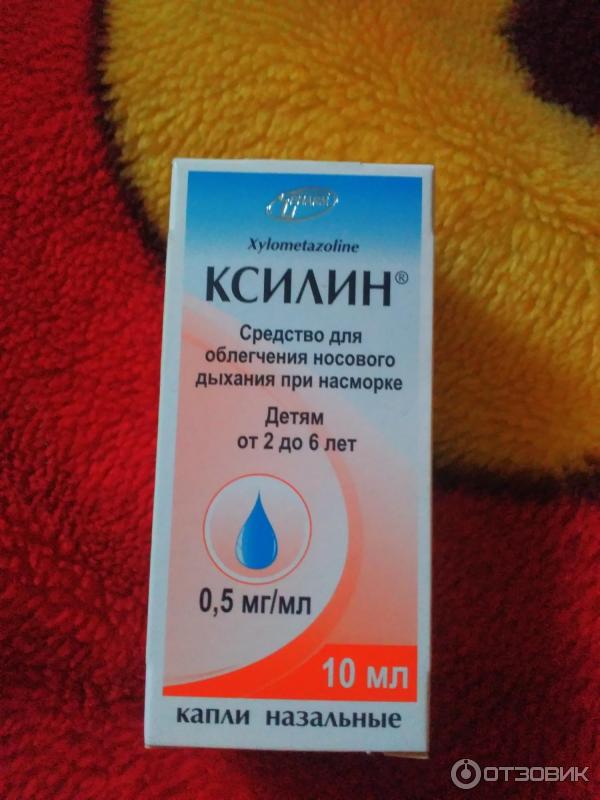 Xylometazoline
КСИЛИН®
Средство для
облегчения носового
дыхания при насморке
Детям
от 2 до 6 лет
0,5 мг/мл
10 мл
капли назальные
ОТЗОВИК